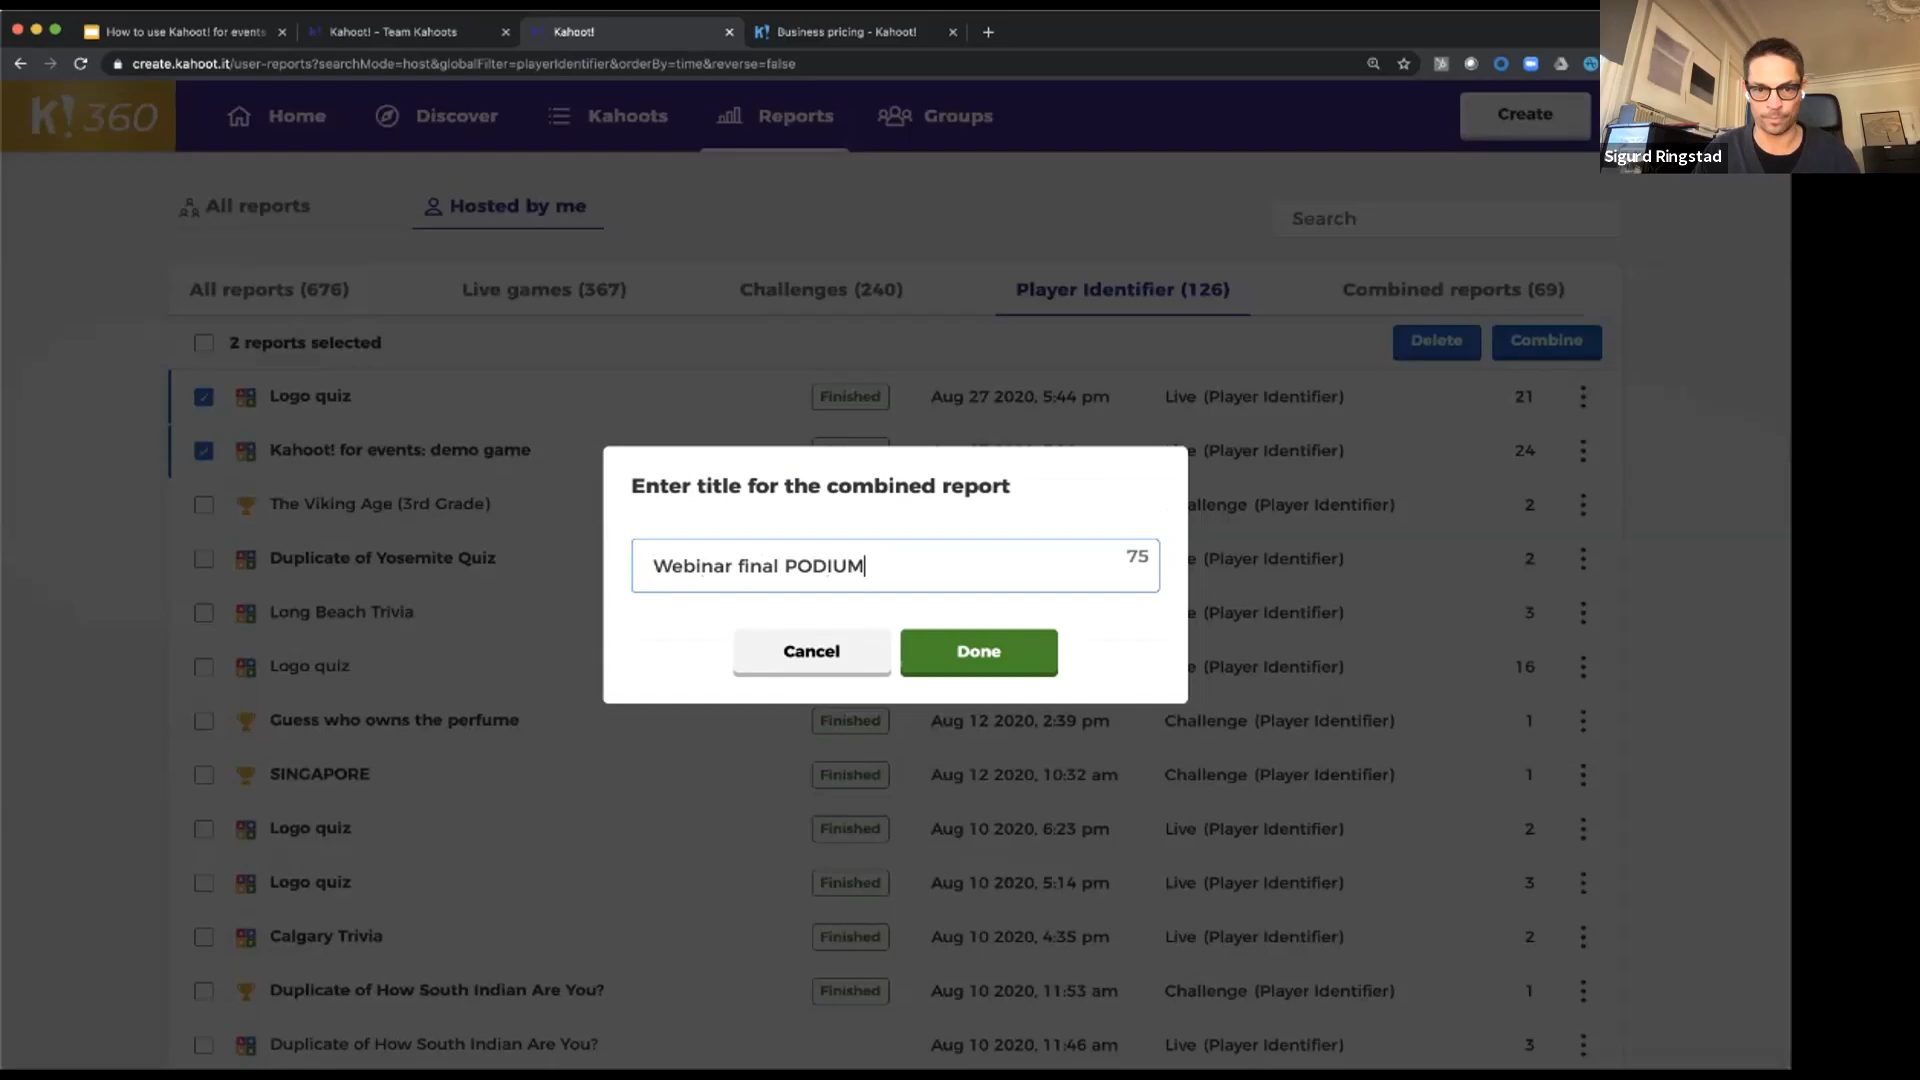 How to use Kahoot! for events
Kahoot! - Team Kahoots
Kahoot!
Business pricing - Kahoot!
create.kahoot.it/user-reports?searchMode=host&globalFilter=playerIdentifier&orderBy=time&reverse=false
K! 360
Home
Discover
Kahoots
Reports
Groups
Create
Sigurd Ringstad
All reports
Hosted by me
Search
All reports (676)
Live games (367)
Challenges (240)
Player Identifier (126)
Combined reports (69)
2 reports selected
Delete
Combine
Logo quiz Finished Aug 27 2020, 5:44 pm Live (Player Identifier) 21
Kahoot! for events: demo game e (Player Identifier) 24
The Viking Age (3rd Grade) allenge (Player Identifier) 2
Duplicate of Yosemite Quiz e (Player Identifier) 2
Long Beach Trivia e (Player Identifier) 3
Logo quiz e (Player Identifier) 16
Enter title for the combined report
Webinar final PODIUM 75
Cancel
Done
Guess who owns the perfume Finished Aug 12 2020, 2:39 pm Challenge (Player Identifier) 1
SINGAPORE Finished Aug 12 2020, 10:32 am Challenge (Player Identifier) 1
Logo quiz Finished Aug 10 2020, 6:23 pm Live (Player Identifier) 2
Logo quiz Finished Aug 10 2020, 5:14 pm Live (Player Identifier) 3
Calgary Trivia Finished Aug 10 2020, 4:35 pm Live (Player Identifier) 2
Duplicate of How South Indian Are You? Finished Aug 10 2020, 11:53 am Challenge (Player Identifier) 1
Duplicate of How South Indian Are You? Aug 10 2020, 11:46 am Live (Player Identifier) 3